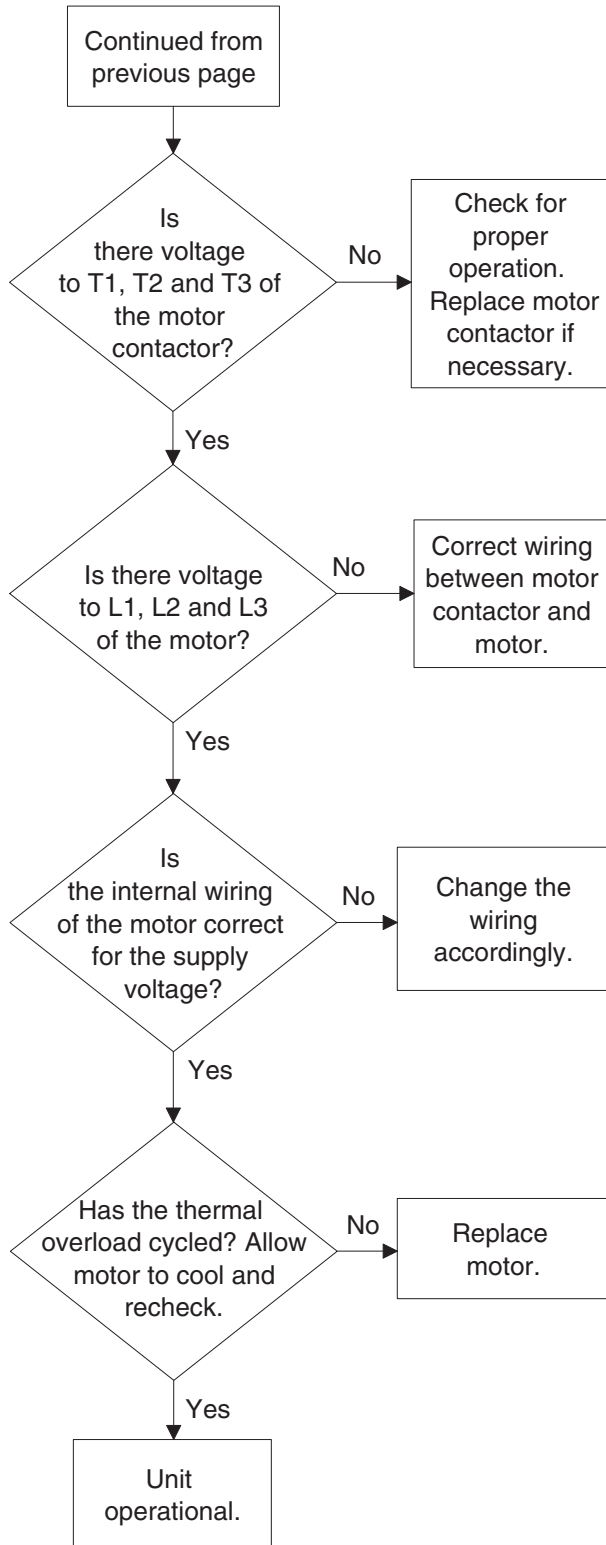 Continued from
previous page
Is
there voltage
to T1, T2 and T3 of
the motor
contactor?
No
Check for
proper
operation.
Replace motor
contactor if
necessary.
Yes
Is there voltage
to L1, L2 and L3
of the motor?
No
Correct wiring
between motor
contactor and
motor.
Yes
Is
the internal wiring
of the motor correct
for the supply
voltage?
No
Change the
wiring
accordingly.
Yes
Has the thermal
overload cycled? Allow
motor to cool and
recheck.
No
Replace
motor.
Yes
Unit
operational.